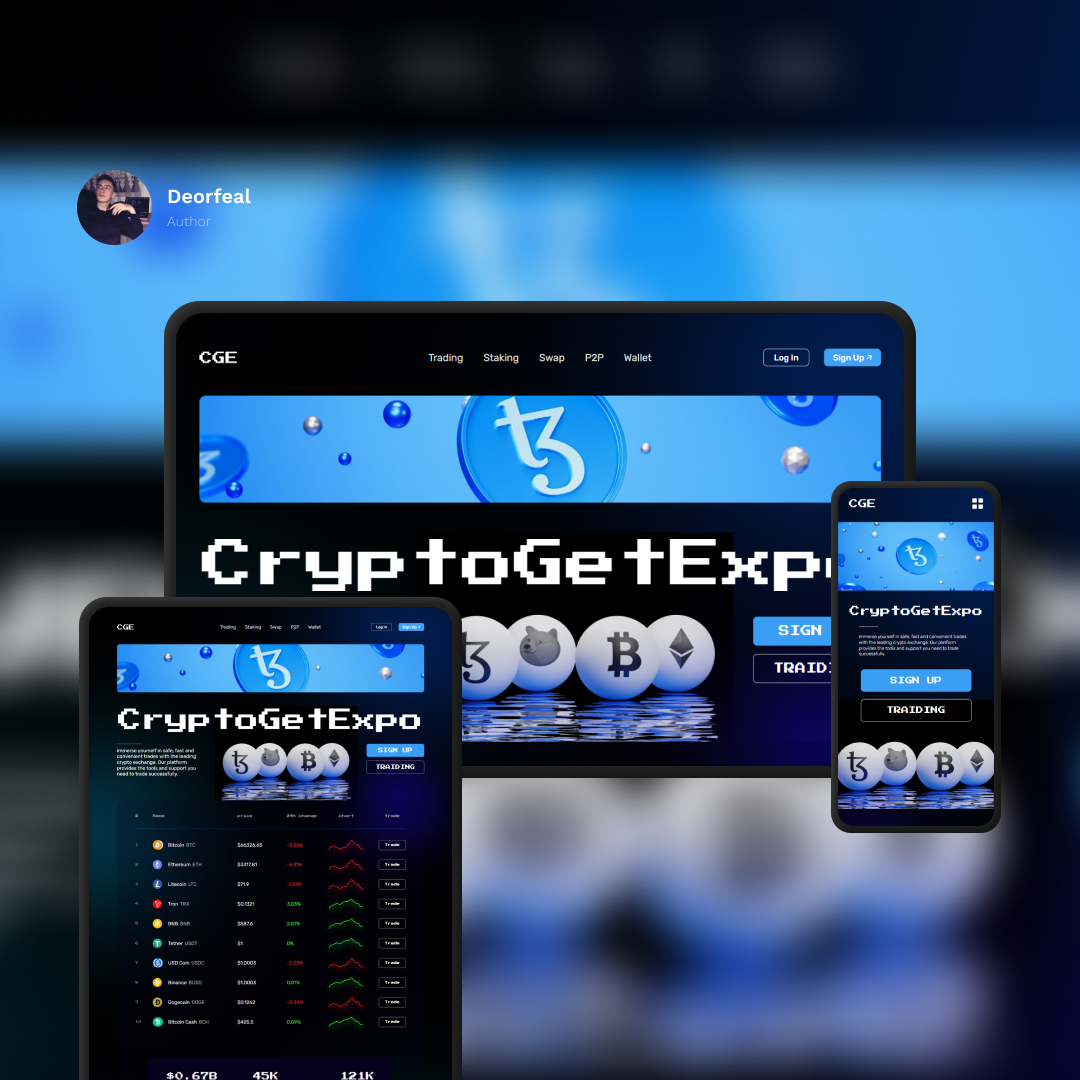 Deorfeal
Author
CGE
Trading Staking Swap P2P Wallet
Log In Sign Up
CryptoGetExpo
SIGN
TRAIDI
CGE
CryptoGetExpo
Immerse yourself in safe, fast and convenient trades
with the leading crypto exchange. Our platform
provides the tools and support you need to trade
successfully.
SIGN UP
TRAIDING
CGE
Trading Staking Swap P2P Wallet
Log In Sign Up
CryptoGetExpo
Immerse yourself in safe, fast and
convenient trades with the leading
crypto exchange. Our platform
provides the tools and support you
need to trade successfully.
SIGN UP
TRAIDING
# Name price 24h change chart trade
1 Bitcoin BTC $66326.65 -0.56% Trade
2 Ethereum ETH $3317.81 Trade
3 Litecoin LTC $71.9 -1.21% Trade
4 Tron TRX $0.1321 3.03% Trade
5 BNB BNB $587.6 2.07% Trade
6 Tether USDT $1 0% Trade
7 USD Coin USDC $1.0003 -2.03% Trade
8 Binance BUSD $1.0003 0.01% Trade
9 Dogecoin DOGE $0.1262 -0.34% Trade
10 Bitcoin Cash BCH $425.5 0.09% Trade
$0.67B 45K 121K